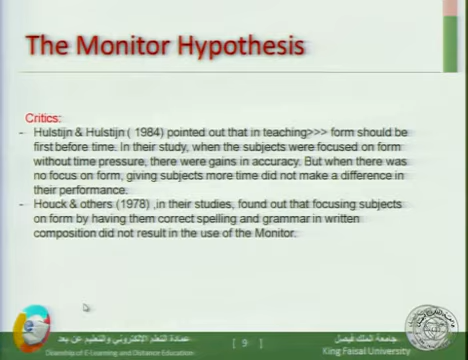 The Monitor Hypothesis
Critics:
- Hulstijn & Hulstijn ( 1984) pointed out that in teaching>>> form should be
first before time. In their study, when the subjects were focused on form
without time pressure, there were gains in accuracy. But when there was
no focus on form, giving subjects more time did not make a difference in
their performance.
- Houck & others (1978) ,in their studies, found out that focusing subjects
on form by having them correct spelling and grammar in written
composition did not result in the use of the Monitor.
عمادة التعلم الإلكتروني والتعليم عن بعد
Deanship of E-Learning and Distance Education
[ 9 ]
جامعة الملك فيصل
King Faisal University